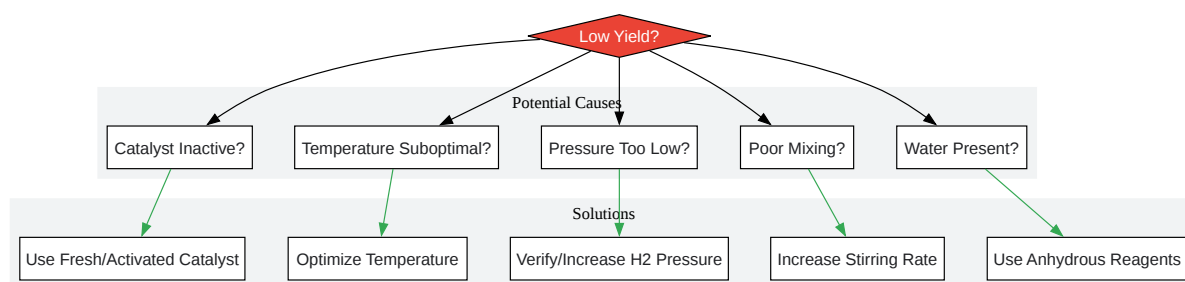 Low Yield?
Potential Causes
Catalyst Inactive?
Temperature Suboptimal?
Pressure Too Low?
Poor Mixing?
Water Present?
Solutions
Use Fresh/Activated Catalyst
Optimize Temperature
Verify/Increase H2 Pressure
Increase Stirring Rate
Use Anhydrous Reagents